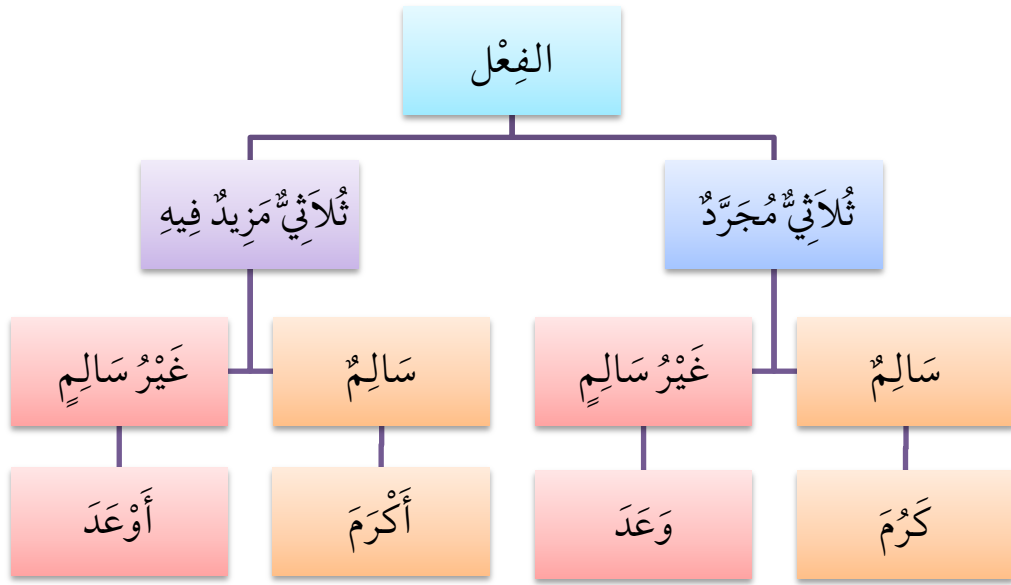 الفِعْل
ثُلاَثِيٌّ مُجَرَّدٌ
ثُلاَثِيٌّ مَزِيدٌ فِيهِ
سَالِمٌ
غَيْرُ سَالِمٍ
سَالِمٌ
غَيْرُ سَالِمٍ
كَرُمَ
وَعَدَ
أَكْرَمَ
أَوْعَدَ